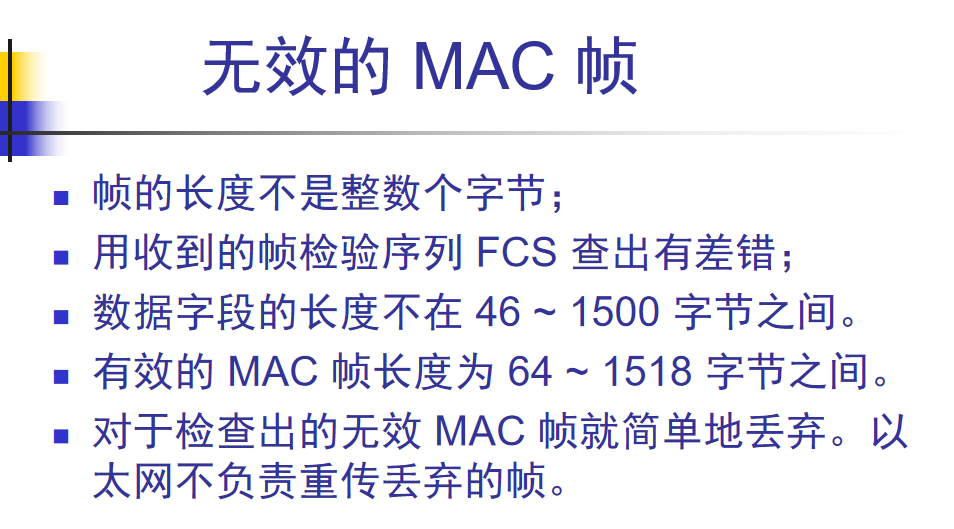 无效的 MAC 帧
帧的长度不是整数个字节；
用收到的帧检验序列 FCS 查出有差错；
数据字段的长度不在 46 ~ 1500 字节之间。
有效的 MAC 帧长度为 64 ~ 1518 字节之间。
对于检查出的无效 MAC 帧就简单地丢弃。以
太网不负责重传丢弃的帧。